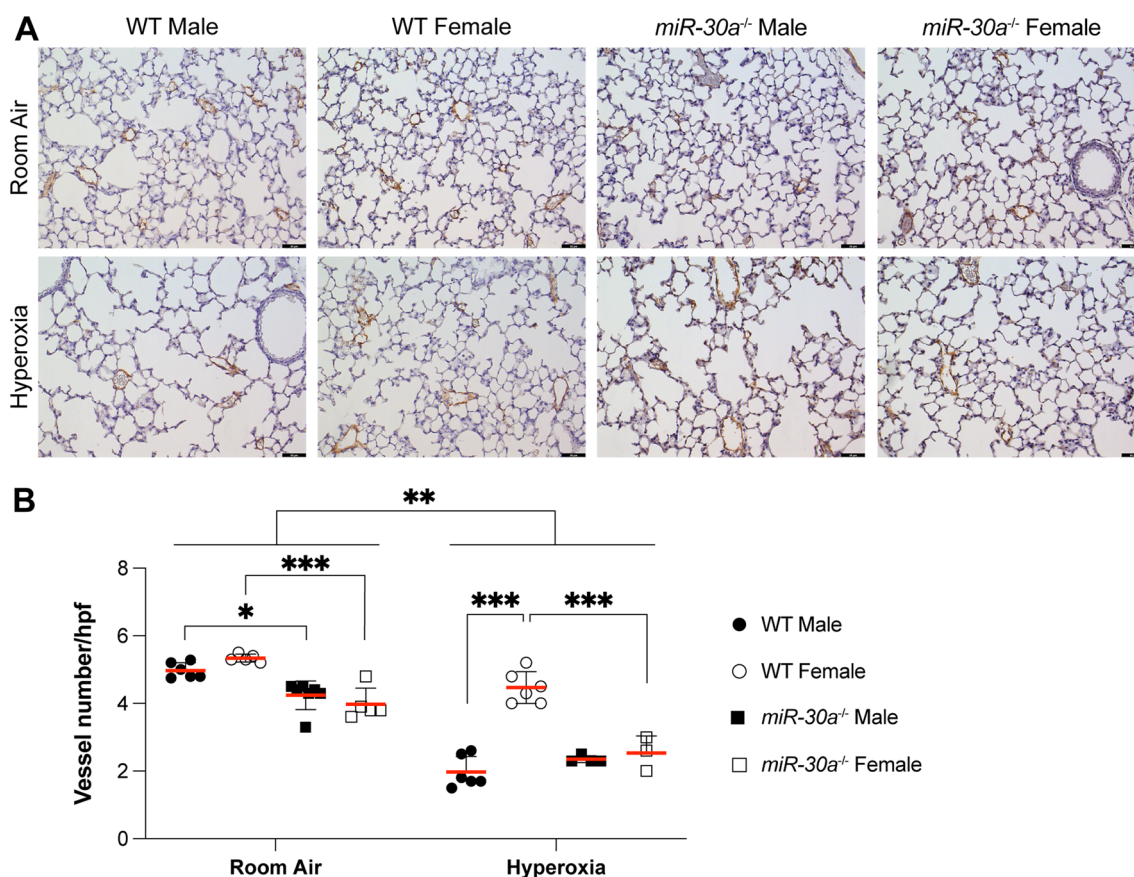 A
WT Male
WT Female
miR-30a-/- Male
miR-30a-/- Female
Room Air
Hyperoxia
B
**
***
*
***
***
8
6
4
2
0
Vessel number/hpf
Room Air
Hyperoxia
WT Male
WT Female
miR-30a-/- Male
miR-30a-/- Female